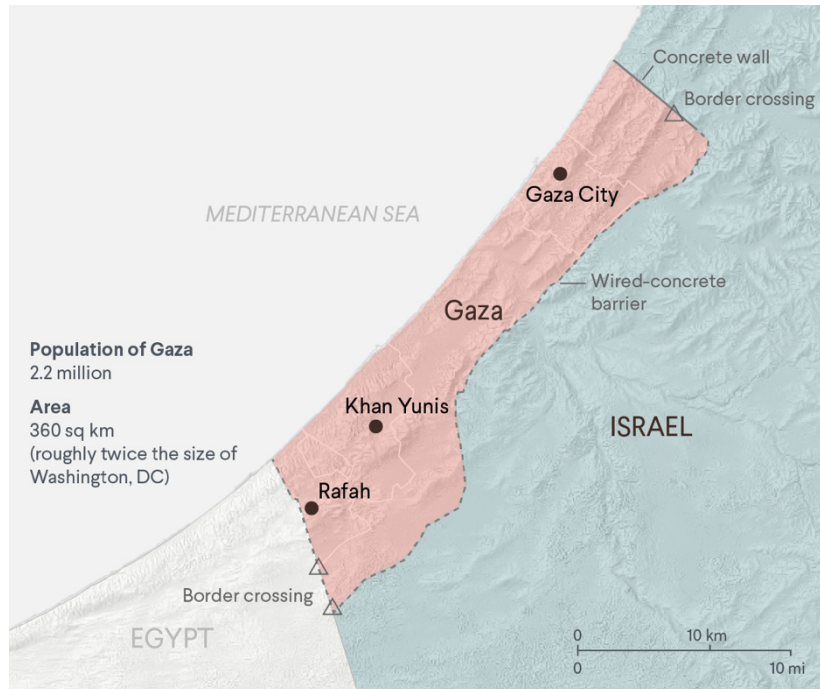 Concrete wall
Border crossing
Gaza City
MEDITERRANEAN SEA
Wired-concrete
barrier
Gaza
Population of Gaza
2.2 million
Area
360 sq km
(roughly twice the size of
Washington, DC)
Khan Yunis
ISRAEL
Rafah
Border crossing
EGYPT
0 10 km
0 10 mi